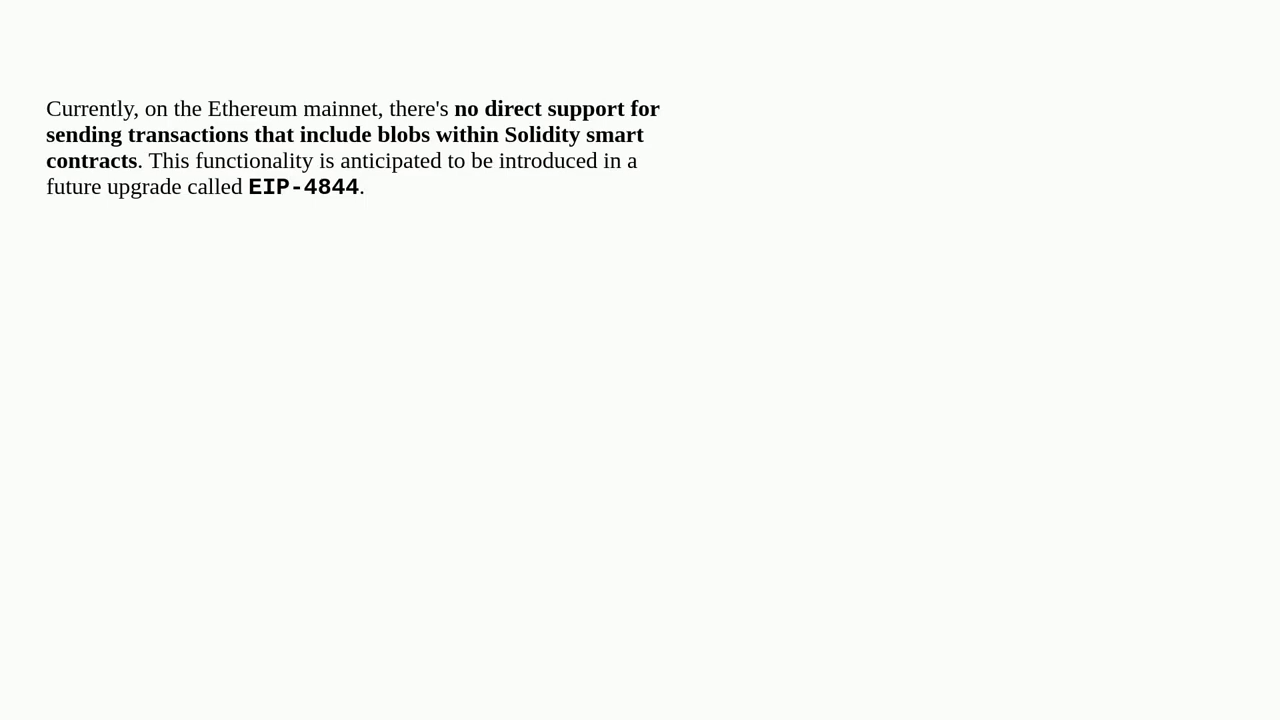 Currently, on the Ethereum mainnet, there's no direct support for
sending transactions that include blobs within Solidity smart
contracts. This functionality is anticipated to be introduced in a
future upgrade called EIP-4844.